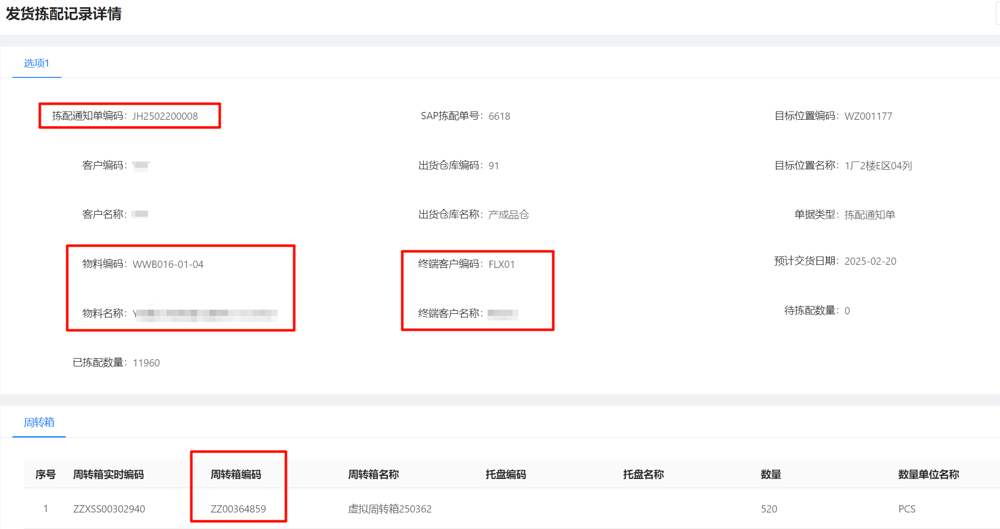 发货拣配记录详情
选项1
拣配通知单编码：JH2502200008 SAP拣配单号：6618 目标位置编码：WZ001177
客户编码： 出货仓库编码：91 目标位置名称：1厂2楼E区04列
客户名称： 出货仓库名称：产成品仓 单据类型：拣配通知单
物料编码：WWB016-01-04 终端客户编码：FLX01 预计交货日期：2025-02-20
物料名称： 终端客户名称： 待拣配数量：0
已拣配数量：11960
周转箱
序号 周转箱实时编码 周转箱编码 周转箱名称 托盘编码 托盘名称 数量 数量单位名称
1 ZZXSS00302940 ZZ00364859 虚拟周转箱250362 520 PCS